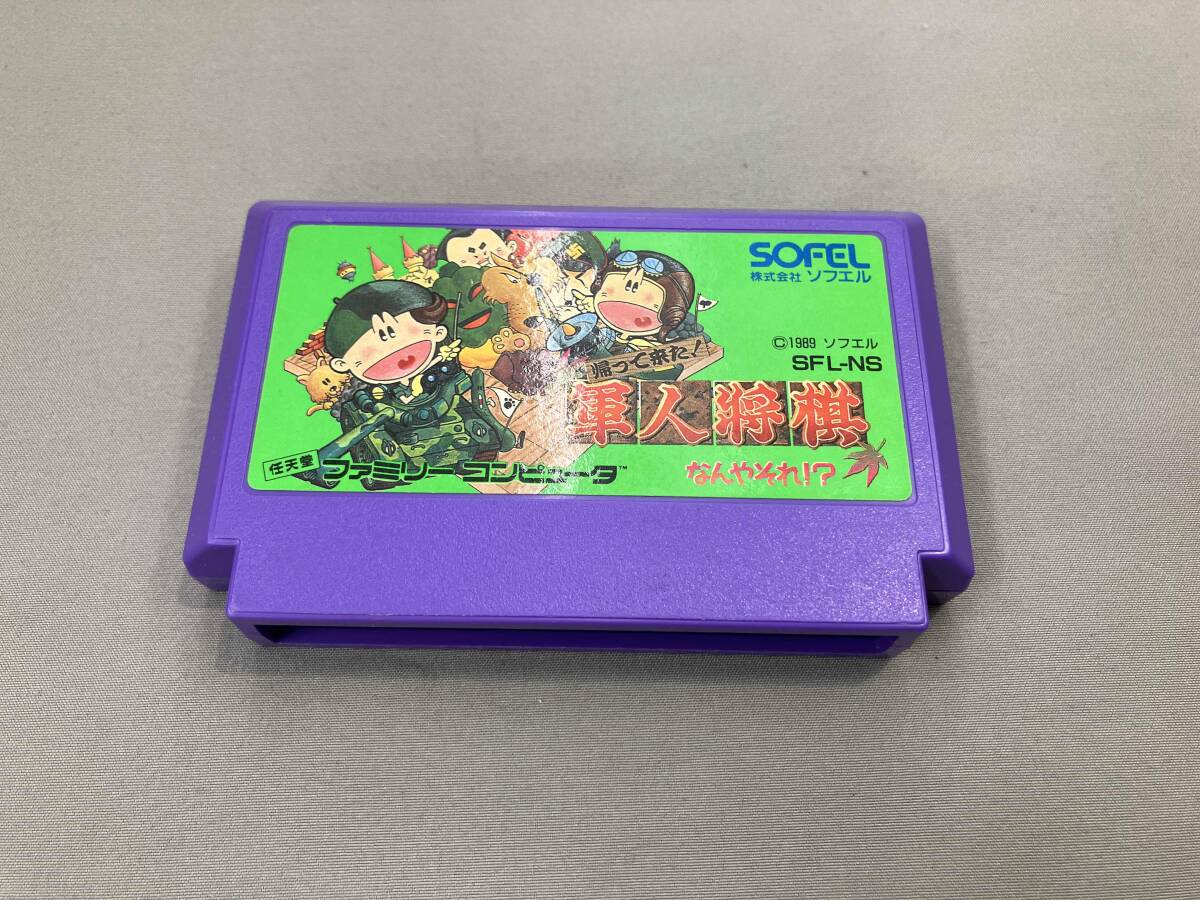 SOFEL
株式会社 ソフエル
©1989 ソフエル
SFL-NS
帰って来た!
軍人将棋
なんやそれ!?
任天堂 ファミリーコンピュータ™